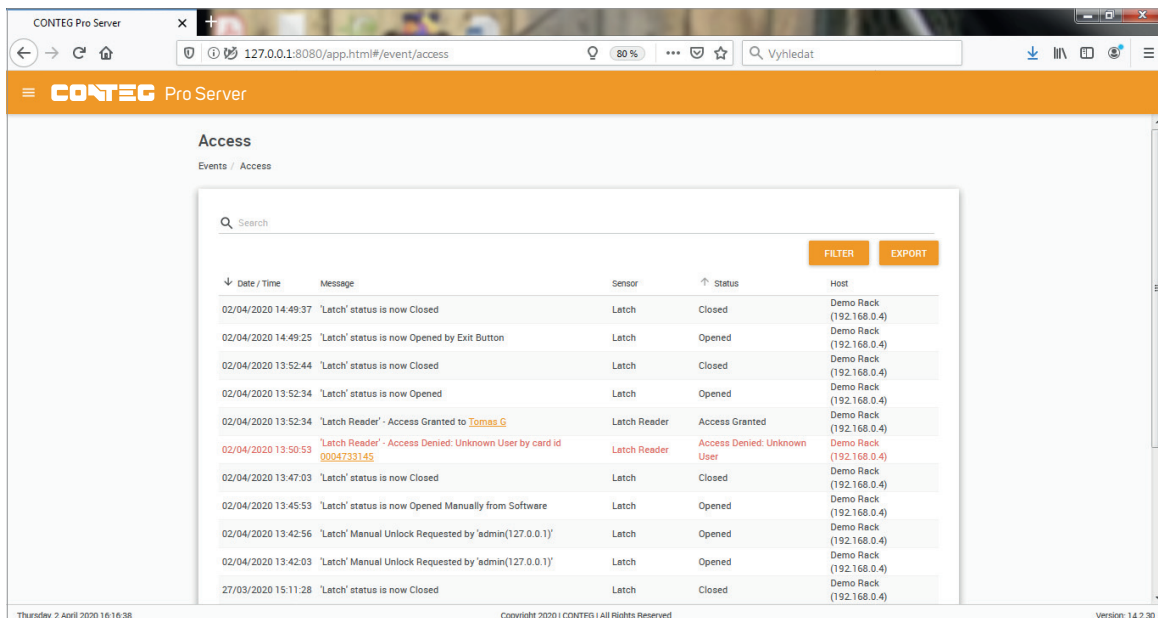 CONTEG Pro Server
127.0.0.1:8080/app.html#/event/access
80 %
Vyhledat
CONTEG Pro Server
Access
Events / Access
Search
FILTER
EXPORT
Date / Time Message Sensor Status Host
02/04/2020 14:49:37 'Latch' status is now Closed Latch Closed Demo Rack
(192.168.0.4)
02/04/2020 14:49:25 'Latch' status is now Opened by Exit Button Latch Opened Demo Rack
(192.168.0.4)
02/04/2020 13:52:44 'Latch' status is now Closed Latch Closed Demo Rack
(192.168.0.4)
02/04/2020 13:52:34 'Latch' status is now Opened Latch Opened Demo Rack
(192.168.0.4)
02/04/2020 13:52:34 'Latch Reader' - Access Granted to Tomas G Latch Reader Access Granted Demo Rack
(192.168.0.4)
02/04/2020 13:50:53 'Latch Reader' - Access Denied: Unknown User by card id Latch Reader Access Denied: Unknown Demo Rack
0004733145 User (192.168.0.4)
02/04/2020 13:47:03 'Latch' status is now Closed Latch Closed Demo Rack
(192.168.0.4)
02/04/2020 13:45:53 'Latch' status is now Opened Manually from Software Latch Opened Demo Rack
(192.168.0.4)
02/04/2020 13:42:56 'Latch' Manual Unlock Requested by 'admin(127.0.0.1)' Latch Opened Demo Rack
(192.168.0.4)
02/04/2020 13:42:03 'Latch' Manual Unlock Requested by 'admin(127.0.0.1)' Latch Opened Demo Rack
(192.168.0.4)
27/03/2020 15:11:28 'Latch' status is now Closed Latch Closed Demo Rack
(192.168.0.4)
Thursday 2 April 2020 16:16:38 Copyright 2020 | CONTEG | All Rights Reserved Version: 1.4.2.30